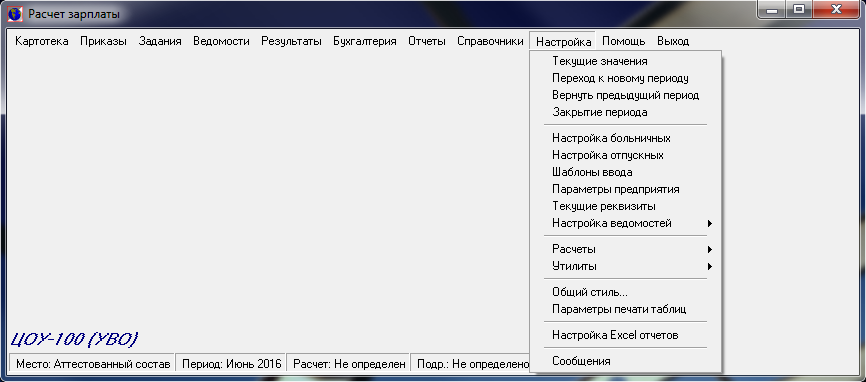 Расчет зарплаты
Картотека Приказы Задания Ведомости Результаты Бухгалтерия Отчеты Справочники Настройка Помощь Выход
Текущие значения
Переход к новому периоду
Вернуть предыдущий период
Закрытие периода
Настройка больничных
Настройка отпускных
Шаблоны ввода
Параметры предприятия
Текущие реквизиты
Настройка ведомостей
Расчеты
Утилиты
Общий стиль...
Параметры печати таблиц
Настройка Excel отчетов
Сообщения
ЦОУ-100 (УВО)
Место: Аттестованный состав Период: Июнь 2016 Расчет: Не определен Подр.: Не определено